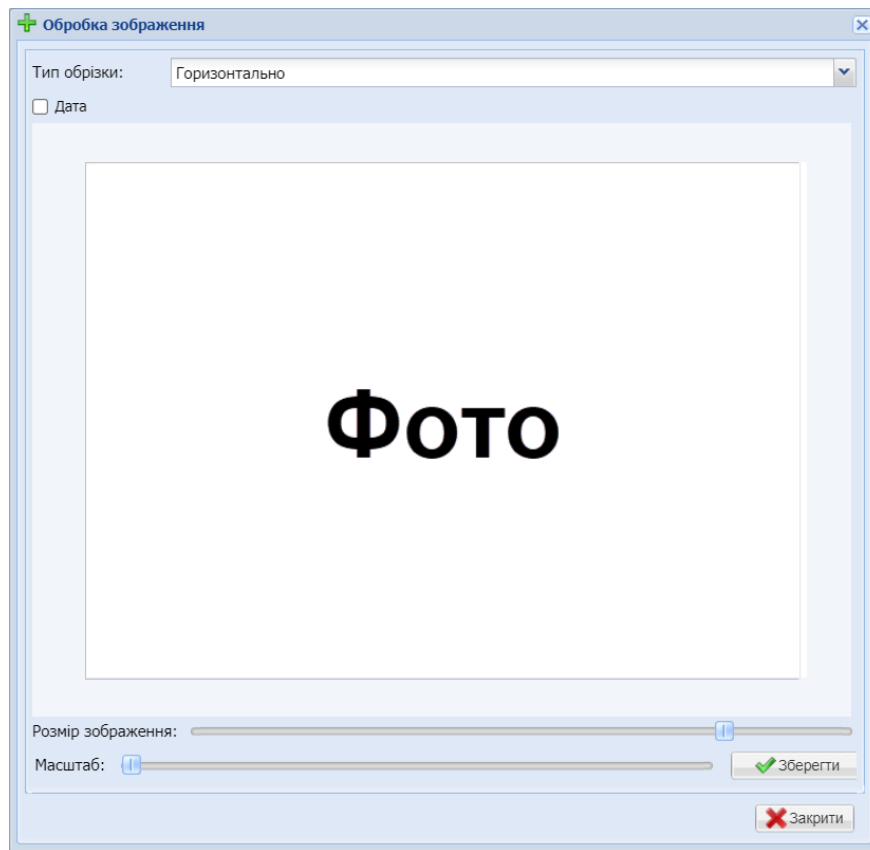 Обробка зображення
Тип обрізки: Горизонтально
Дата
Фото
Розмір зображення:
Масштаб: Зберегти
Закрити